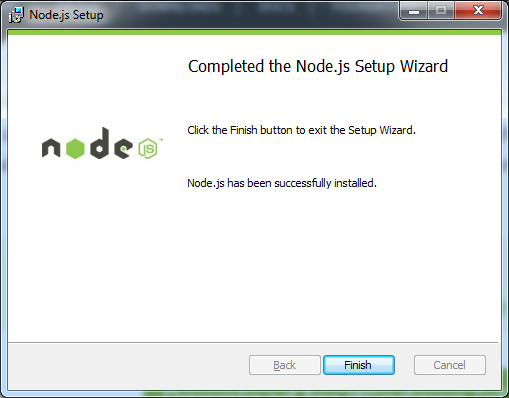 Node.js Setup
Completed the Node.js Setup Wizard
Click the Finish button to exit the Setup Wizard.
node JS™
Node.js has been successfully installed.
Back Finish Cancel